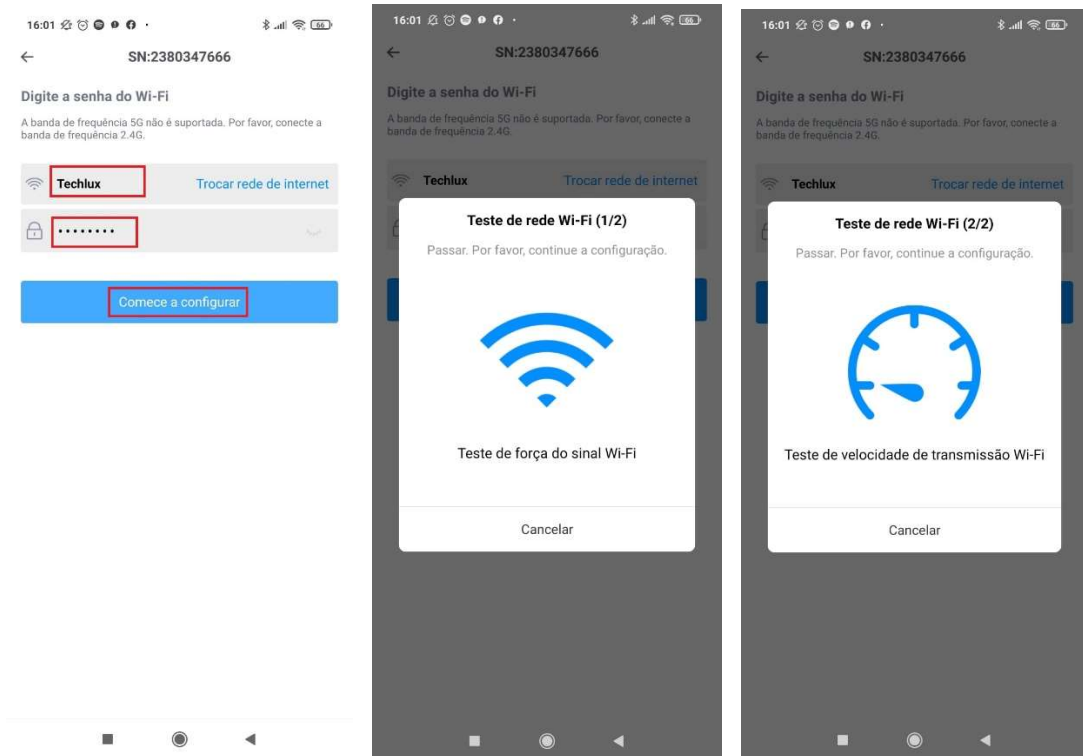 16:01
66
SN:2380347666
Digite a senha do Wi-Fi
A banda de frequência 5G não é suportada. Por favor, conecte a
banda de frequência 2.4G.
Techlux Trocar rede de internet
••••••••
Comece a configurar
16:01
66
SN:2380347666
Digite a senha do Wi-Fi
A banda de frequência 5G não é suportada. Por favor, conecte a
banda de frequência 2.4G.
Techlux Trocar rede de internet
Teste de rede Wi-Fi (1/2)
Passar. Por favor, continue a configuração.
Teste de força do sinal Wi-Fi
Cancelar
16:01
66
SN:2380347666
Digite a senha do Wi-Fi
A banda de frequência 5G não é suportada. Por favor, conecte a
banda de frequência 2.4G.
Techlux Trocar rede de internet
Teste de rede Wi-Fi (2/2)
Passar. Por favor, continue a configuração.
Teste de velocidade de transmissão Wi-Fi
Cancelar